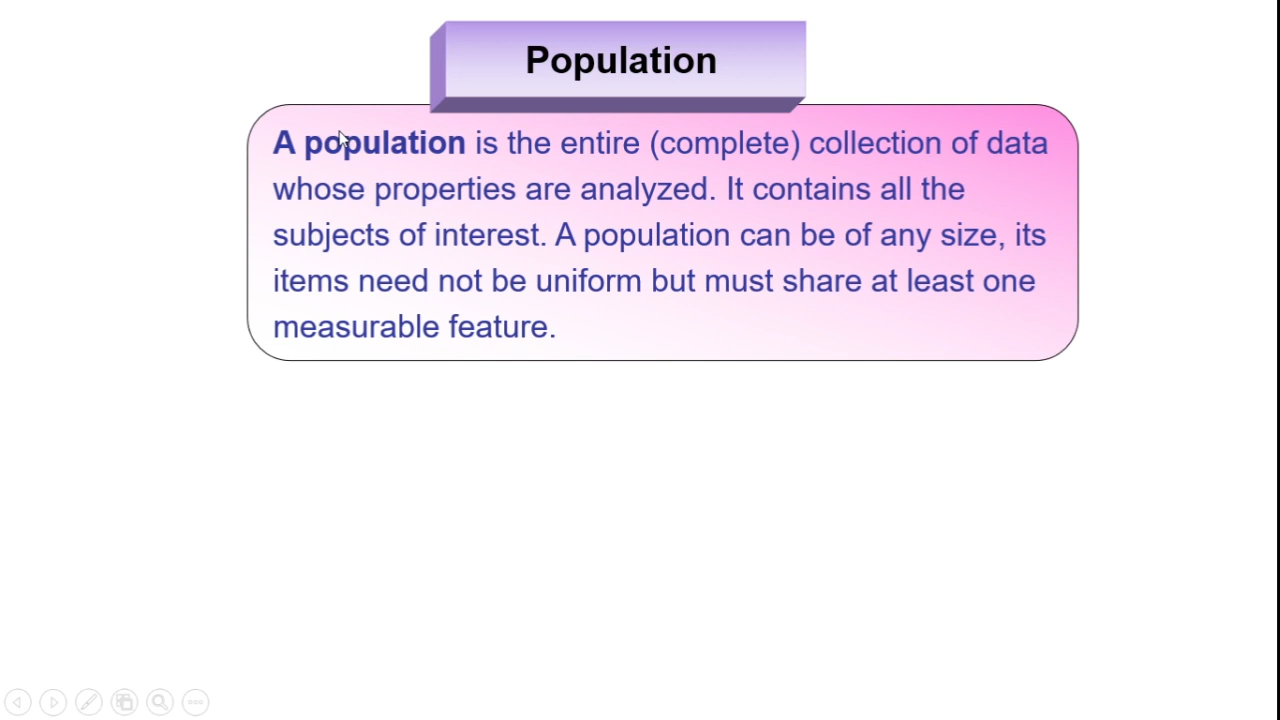 Population
A population is the entire (complete) collection of data
whose properties are analyzed. It contains all the
subjects of interest. A population can be of any size, its
items need not be uniform but must share at least one
measurable feature.